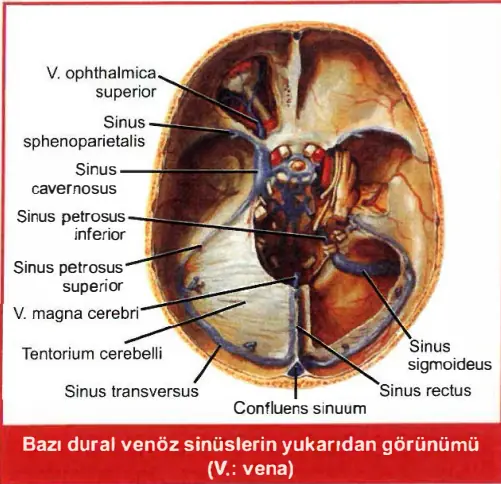 V. ophthalmica
superior
Sinus
sphenoparietalis
Sinus
cavernosus
Sinus petrosus
inferior
Sinus petrosus
superior
V. magna cerebri
Tentorium cerebelli
Sinus transversus
Confluens sinuum
Sinus rectus
Sinus
sigmoideus
Bazı dural venöz sinüslerin yukarıdan görünümü
(V.: vena)